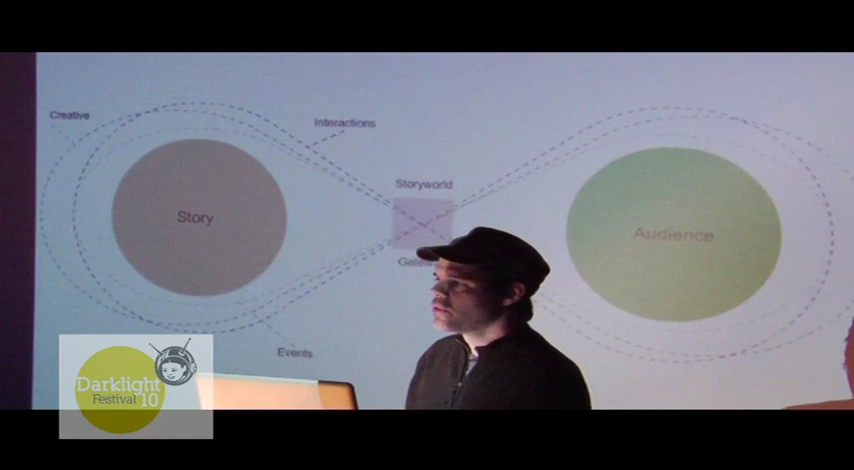 Creative
Interactions
Storyworld
Story
Audience
Events
Darklight
Festival 10